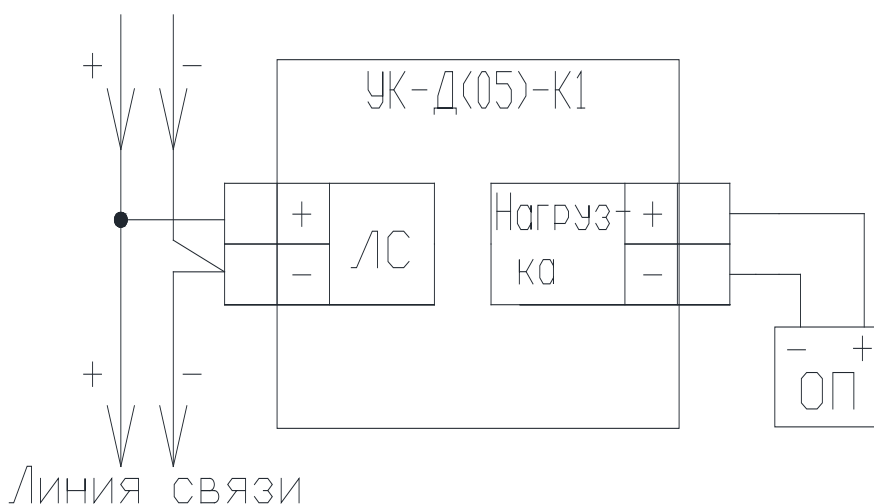 + −
УК-Д(05)-К1
+
ЛС
−
Нагруз-
ка
+
−
+ −
− +
ОП
Линия связи